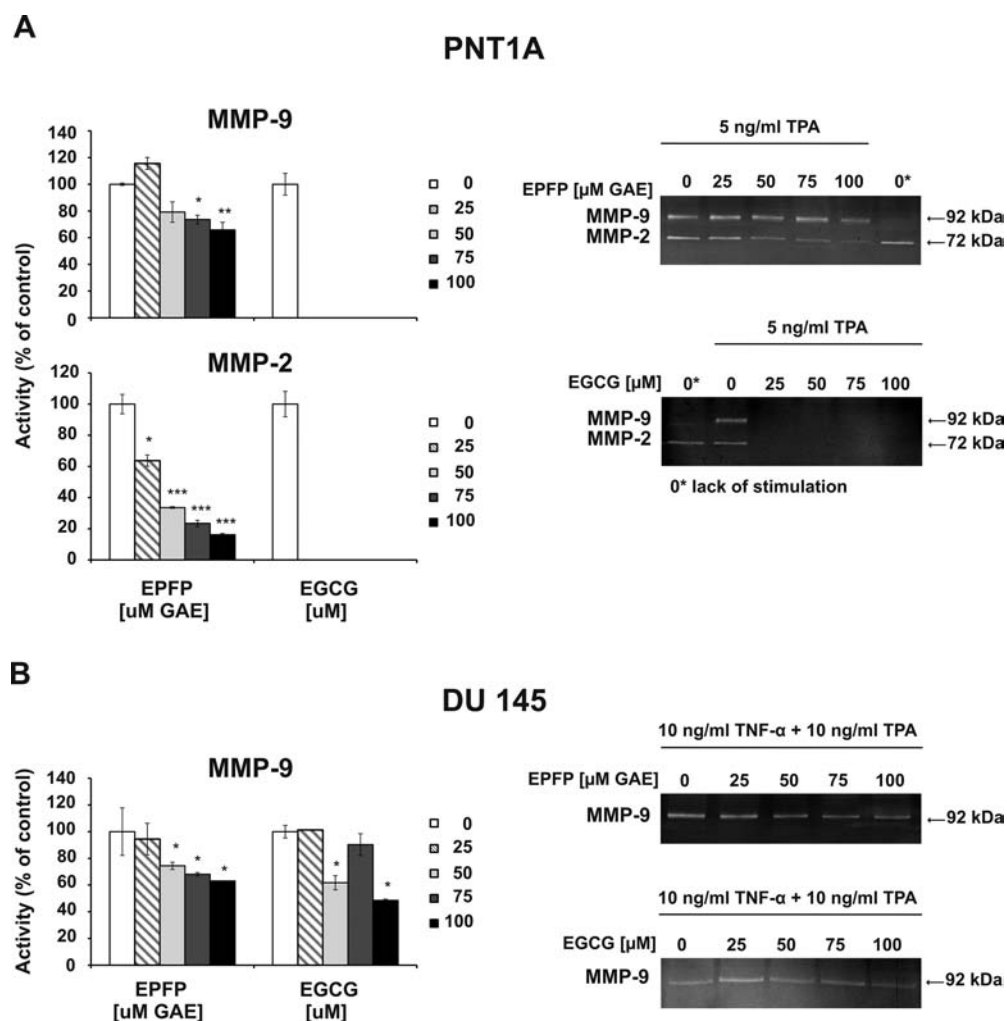 A
PNT1A
MMP-9
Activity (% of control)
140
120
100
80
60
40
20
0
*
**
0
25
50
75
100
MMP-2
120
100
80
60
40
20
0
*
***
***
***
0
25
50
75
100
EPFP
[uM GAE]
EGCG
[uM]
5 ng/ml TPA
EPFP [µM GAE] 0 25 50 75 100 0*
MMP-9 ←92 kDa
MMP-2 ←72 kDa
5 ng/ml TPA
EGCG [µM] 0* 0 25 50 75 100
MMP-9 ←92 kDa
MMP-2 ←72 kDa
0* lack of stimulation
B
DU 145
MMP-9
Activity (% of control)
140
120
100
80
60
40
20
0
*
*
*
*
*
0
25
50
75
100
EPFP
[uM GAE]
EGCG
[uM]
10 ng/ml TNF-α + 10 ng/ml TPA
EPFP [µM GAE] 0 25 50 75 100
MMP-9 ←92 kDa
10 ng/ml TNF-α + 10 ng/ml TPA
EGCG [µM] 0 25 50 75 100
MMP-9 ←92 kDa